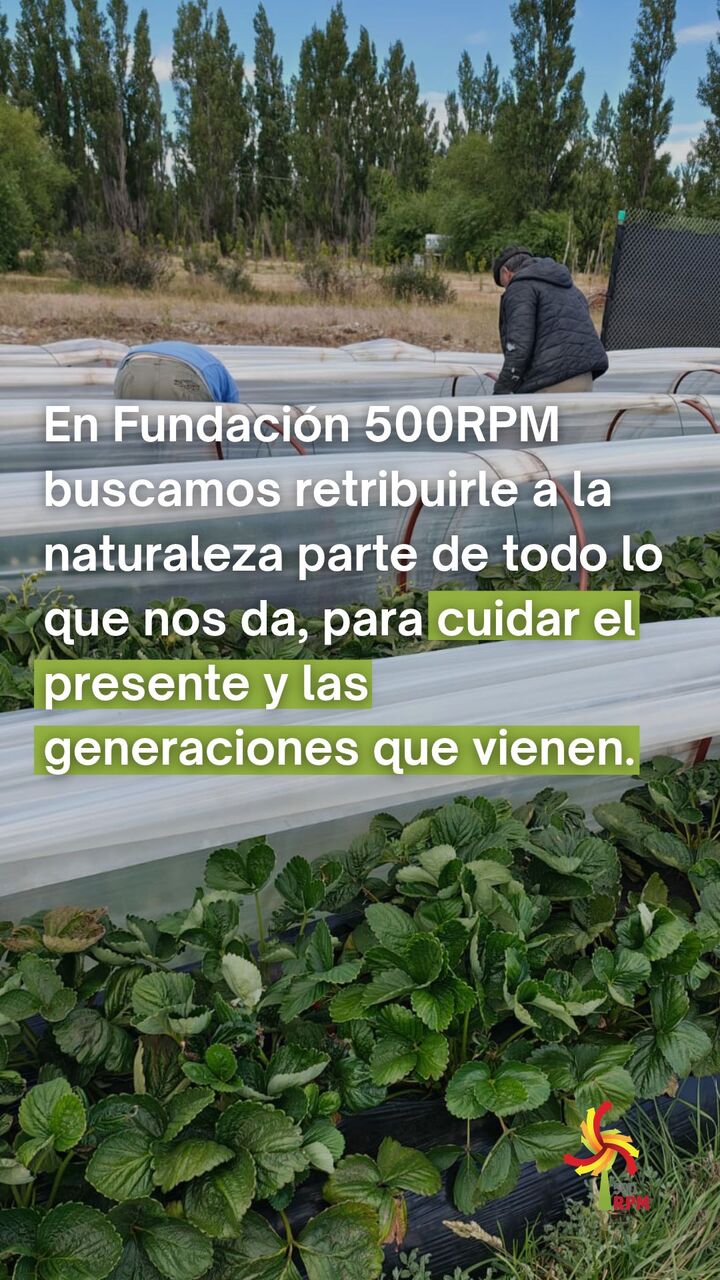 En Fundación 500RPM
buscamos retribuirle a la
naturaleza parte de todo lo
que nos da, para cuidar el
presente y las
generaciones que vienen.
RPM